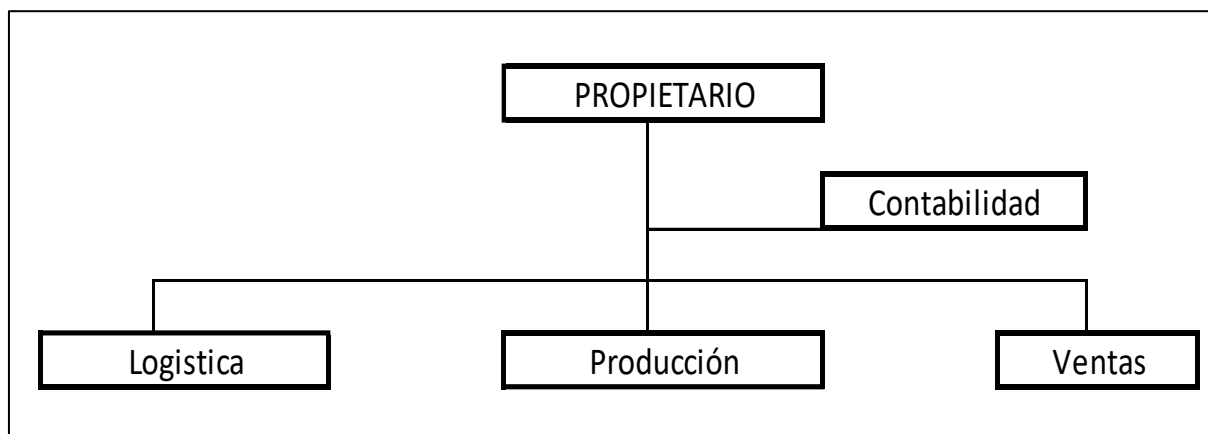 PROPIETARIO
Contabilidad
Logistica
Producción
Ventas